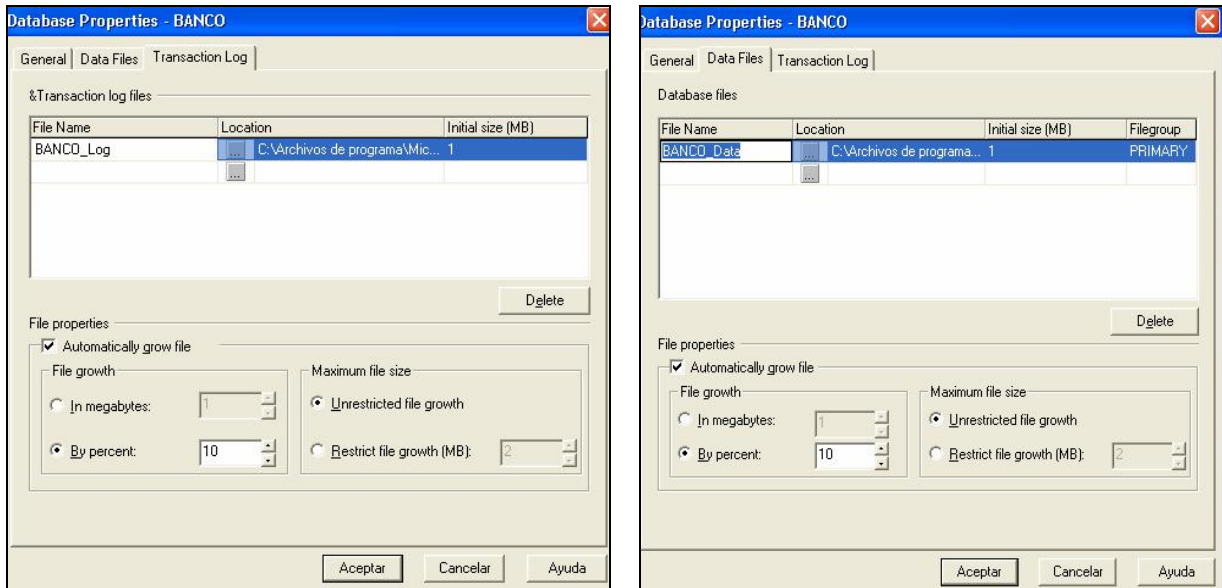 Database Properties - BANCO
General Data Files Transaction Log
&Transaction log files
File Name Location Initial size (MB)
BANCO_Log ... C:\Archivos de programa\Mic... 1
...
Delete
File properties
Automatically grow file
File growth Maximum file size
In megabytes: 1 Unrestricted file growth
By percent: 10 Restrict file growth (MB): 2
Aceptar Cancelar Ayuda
Database Properties - BANCO
General Data Files Transaction Log
Database files
File Name Location Initial size (MB) Filegroup
BANCO_Data ... C:\Archivos de programa... 1 PRIMARY
...
Delete
File properties
Automatically grow file
File growth Maximum file size
In megabytes: 1 Unrestricted file growth
By percent: 10 Restrict file growth (MB): 2
Aceptar Cancelar Ayuda